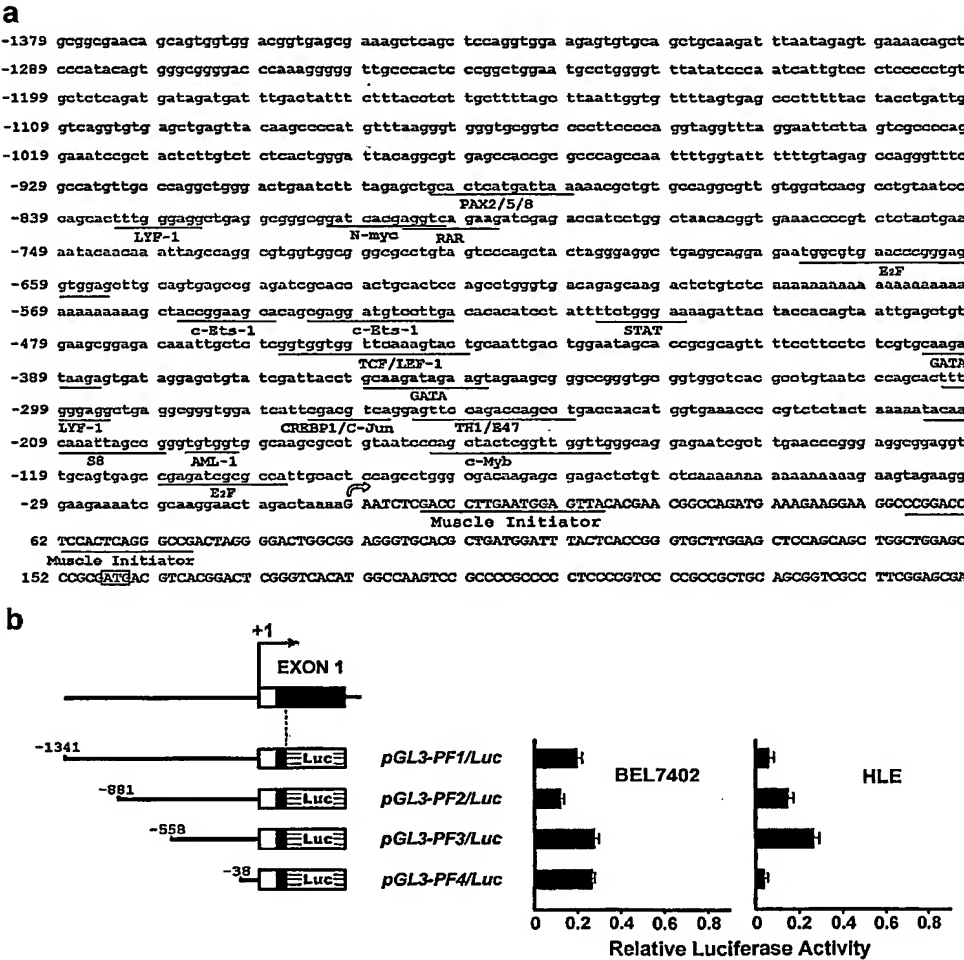 a
-1379 gcggcgaaca gcagtggtgg acggtgagcg aaagctcagc tccaggtgga agagtgtgca gctgcaagat ttaatagagt gaaaacagct
-1289 cccatacagt gggcggggac ccaaaggggg ttgcccactc ccggctggaa tgcctggggt ttatatccca atcattgtcc ctccccctgt
-1199 gctctcagat gatagatgat ttgactattt ctttacctct tgcttttagc ttaattggtg ttttagtgag ccctttttac tacctgattg
-1109 gtcaggtgtg agctgagtta caagccccat gtttaagggt gggtgcggtc cccttcccca ggtaggttta ggaattctta gtcgccccag
-1019 gaaatccgct actcttgtct ctcactggga ttacaggcgt gagccaccgc gcccagccaa ttttggtatt tttttgtagag ccagggtttc
-929 gccatgttgc ccaggctggg actgaatctt tagagctgca ctcatgatta aaaacgctgt gccaggcgtt gtggctcacg cctgtaatcc
PAX2/5/8
-839 cagcactttg ggaggctgag gcgggcggat cacgaggtca gaagatcgag accatcctgg ctaacacggt gaaaccccgt ctctactgaa
LYF-1 N-myc RAR
-749 aatacaacaa aattagccag cgtggtggcg ggcgcctgta gtcccagcta ctagggaggc tgaggcagga gaatggcgtg aacccgggag
E2F
-659 gtggagcttg cagtgagccg agatcgcacc actgcactcc agcctgggtg acagagcaag actctgtctc aaaaaaaaaa aaaaaaaaaa
-569 aaaaaaaaag ctaccggaag cacagcgagg atgtccttga cacacatcct attttctggg aaaagattac taccacagta attgagctgt
c-Ets-1 c-Ets-1 STAT
-479 gaagcggaga caaattgctc tcggtggtgg gttcaaagtac tgcaattgac tggaatagca ccgcgcagtt ttccttcctc tcgtgcaaga
TCF/LEF-1 GATA
-389 taagagtgat aggagctgta tcgattacct gcaagataga agtagaagcg ggccgggtgc ggtggctcac gcctgtaatc ccagcacttt
GATA
-299 gggaggctga ggcgggtgga tcattcgacg tcaggagttc cagaccagcc tgaccaacat ggtgaaaccc cgtctctact aaaaatacaa
LYF-1 CREBP1/C-Jun TH1/E47
-209 caaattagcc gggtgtggtg gcacgcgcct gtaatcccag ctactcggtt ggttgggcag gagaatcgct tgaacccggg aggcggaggt
S8 AML-1 c-Myb
-119 tgcagtgagc cgagatcgcg ccattgcact ccagcctggg cgacaagagc gagactctgt ctcaaaaaaa aaaaaaaaaa tagtagaagg
E2F
-29 gaagaaaatc gcaaggaact agactaaaaG AATCTCGACC CTTGAATGGA GTTACACGAA CGGCCAGATG AAAGAAGGAA GGCCCGGACC
Muscle Initiator
62 TCCACTCAGG GCCGACTAGG GGACTGGCGG AGGGTGCACG CTGATGGATT TACTCACCGG GTGCTTGGAG CTCCAGCAGC TGGCTGGAGC
Muscle Initiator
152 CCGCGATGAC GTCACGGACT CGGGTCACAT GGCCAAGTCC GCCCCGCCCC CTCCCCGTCC CCGCCGCTGC AGCGGTCGCC TTCGGAGCGA
b
+1
EXON 1
-1341 Luc pGL3-PF1/Luc
-881 Luc pGL3-PF2/Luc
-558 Luc pGL3-PF3/Luc
-38 Luc pGL3-PF4/Luc
BEL7402 HLE
0 0.2 0.4 0.6 0.8 0 0.2 0.4 0.6 0.8
Relative Luciferase Activity